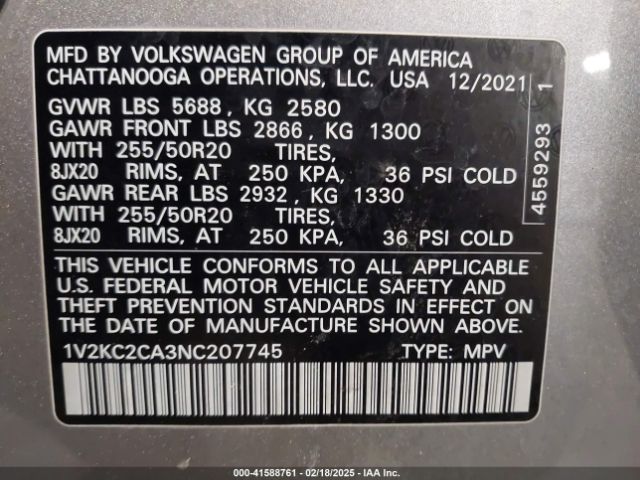 MFD BY VOLKSWAGEN GROUP OF AMERICA
CHATTANOOGA OPERATIONS, LLC. USA 12/2021
GVWR LBS 5688, KG 2580
GAWR FRONT LBS 2866, KG 1300
WITH 255/50R20 TIRES,
8JX20 RIMS, AT 250 KPA, 36 PSI COLD
GAWR REAR LBS 2932, KG 1330
WITH 255/50R20 TIRES,
8JX20 RIMS, AT 250 KPA, 36 PSI COLD
4559293 1
THIS VEHICLE CONFORMS TO ALL APPLICABLE
U.S. FEDERAL MOTOR VEHICLE SAFETY AND
THEFT PREVENTION STANDARDS IN EFFECT ON
THE DATE OF MANUFACTURE SHOWN ABOVE.
1V2KC2CA3NC207745 TYPE: MPV
000-41588761 - 02/18/2025 - IAA Inc.